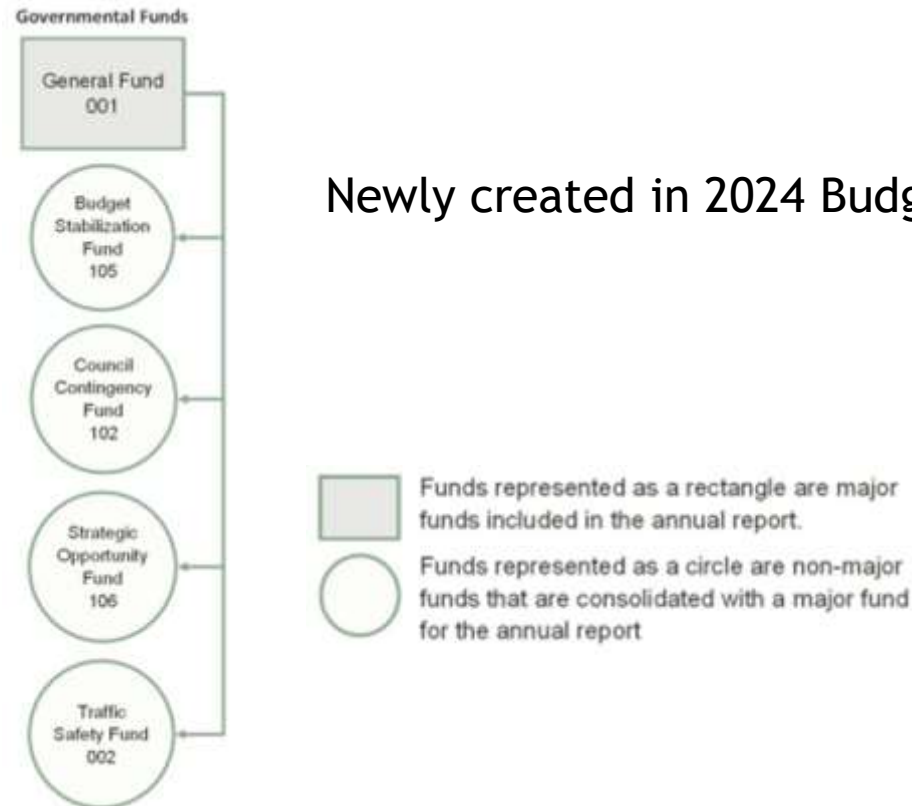 Governmental Funds
General Fund
001
Budget
Stabilization
Fund
105
Council
Contingency
Fund
102
Strategic
Opportunity
Fund
106
Traffic
Safety Fund
002
Newly created in 2024 Budg
Funds represented as a rectangle are major
funds included in the annual report.
Funds represented as a circle are non-major
funds that are consolidated with a major fund
for the annual report